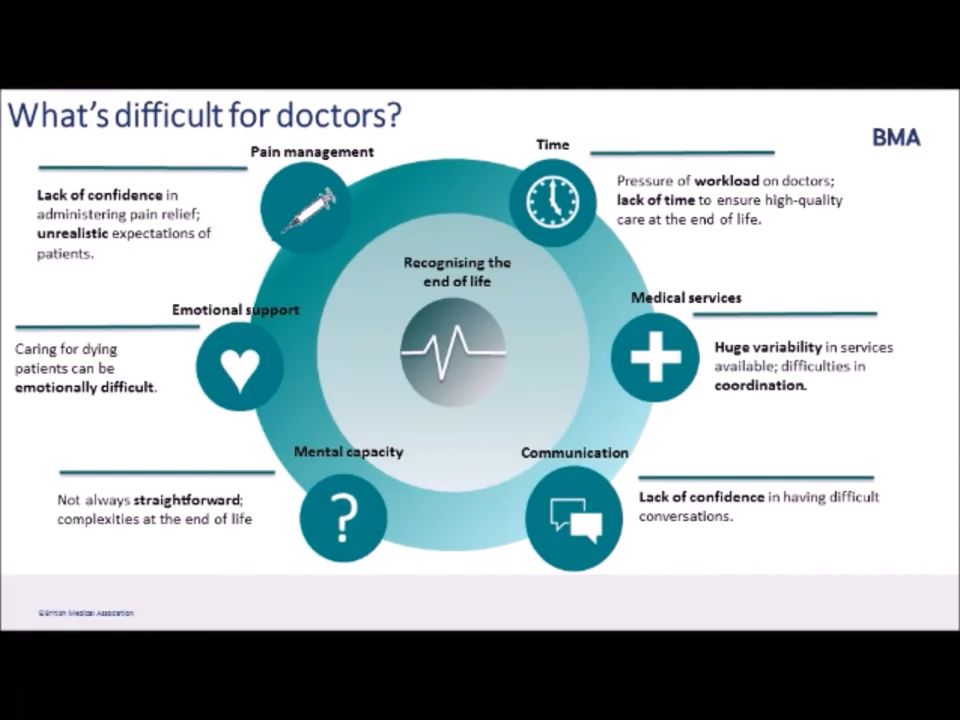 What's difficult for doctors?
BMA
Pain management
Lack of confidence in
administering pain relief;
unrealistic expectations of
patients.
Time
Pressure of workload on doctors;
lack of time to ensure high-quality
care at the end of life.
Recognising the
end of life
Emotional support
Caring for dying
patients can be
emotionally difficult.
Medical services
Huge variability in services
available; difficulties in
coordination.
Mental capacity
Not always straightforward;
complexities at the end of life
?
Communication
Lack of confidence in having difficult
conversations.
©British Medical Association